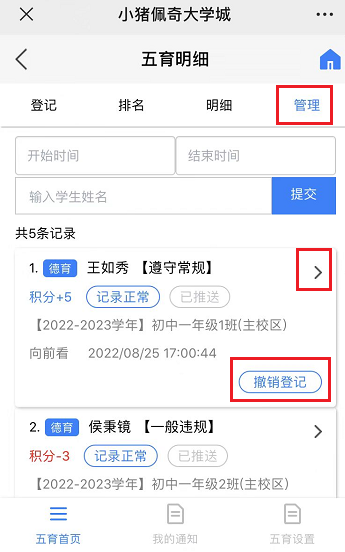 小猪佩奇大学城
五育明细
登记 排名 明细 管理
开始时间 结束时间
输入学生姓名 提交
共5条记录
1. 德育 王如秀 【遵守常规】
积分+5 记录正常 已推送
【2022-2023学年】初中一年级1班(主校区)
向前看 2022/08/25 17:00:44
撤销登记
2. 德育 侯秉镜 【一般违规】
积分-3 记录正常 已推送
【2022-2023学年】初中一年级2班(主校区)
五育首页 我的通知 五育设置